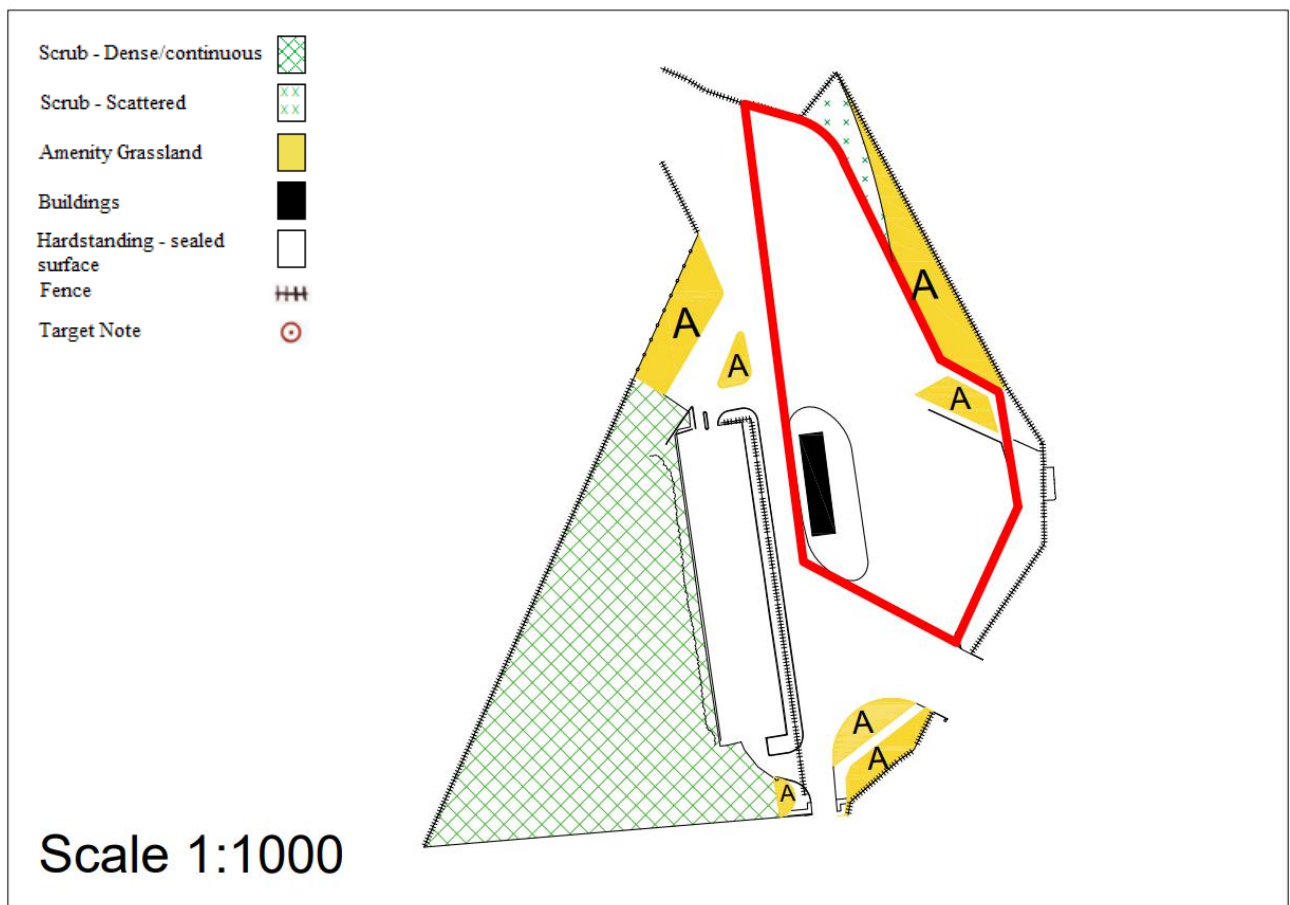 Scrub - Dense/continuous
Scrub - Scattered
Amenity Grassland
Buildings
Hardstanding - sealed
surface
Fence
Target Note
A
A
A
A
A
A
A
Scale 1:1000